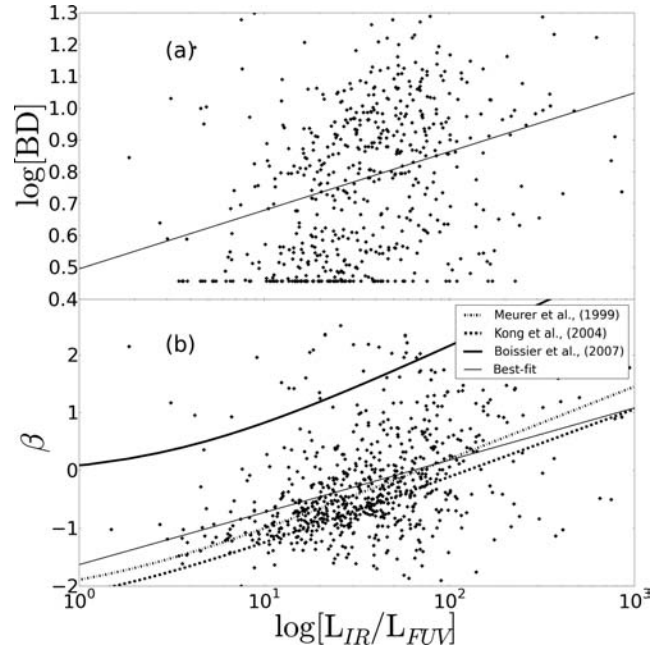 1.3
1.2
1.1
1.0
0.9
0.8
0.7
0.6
0.5
0.4
log[BD]
(a)
(b)
Meurer et al., (1999)
Kong et al., (2004)
Boissier et al., (2007)
Best-fit
2
1
0
−1
−2
β
10⁰ 10¹ 10² 10³
log[L_IR/L_FUV]